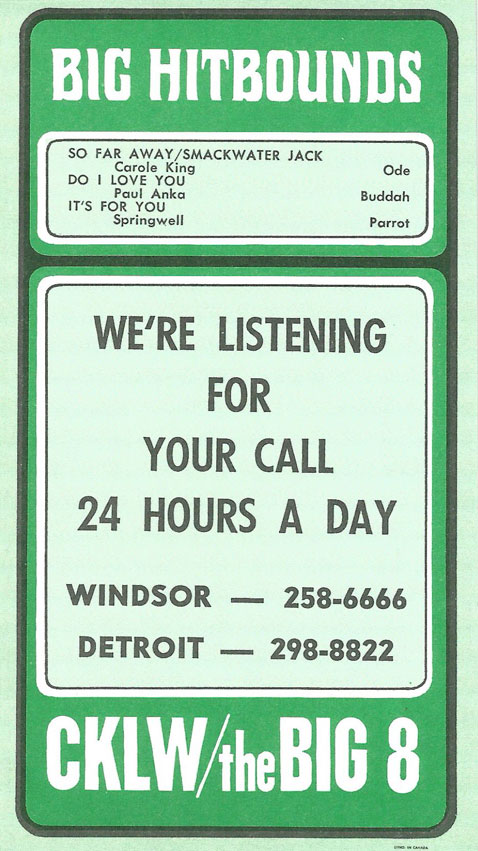 BIG HITBOUNDS
SO FAR AWAY/SMACKWATER JACK
Carole King Ode
DO I LOVE YOU
Paul Anka Buddah
IT'S FOR YOU
Springwell Parrot
WE'RE LISTENING
FOR
YOUR CALL
24 HOURS A DAY
WINDSOR — 258-6666
DETROIT — 298-8822
CKLW/the BIG 8